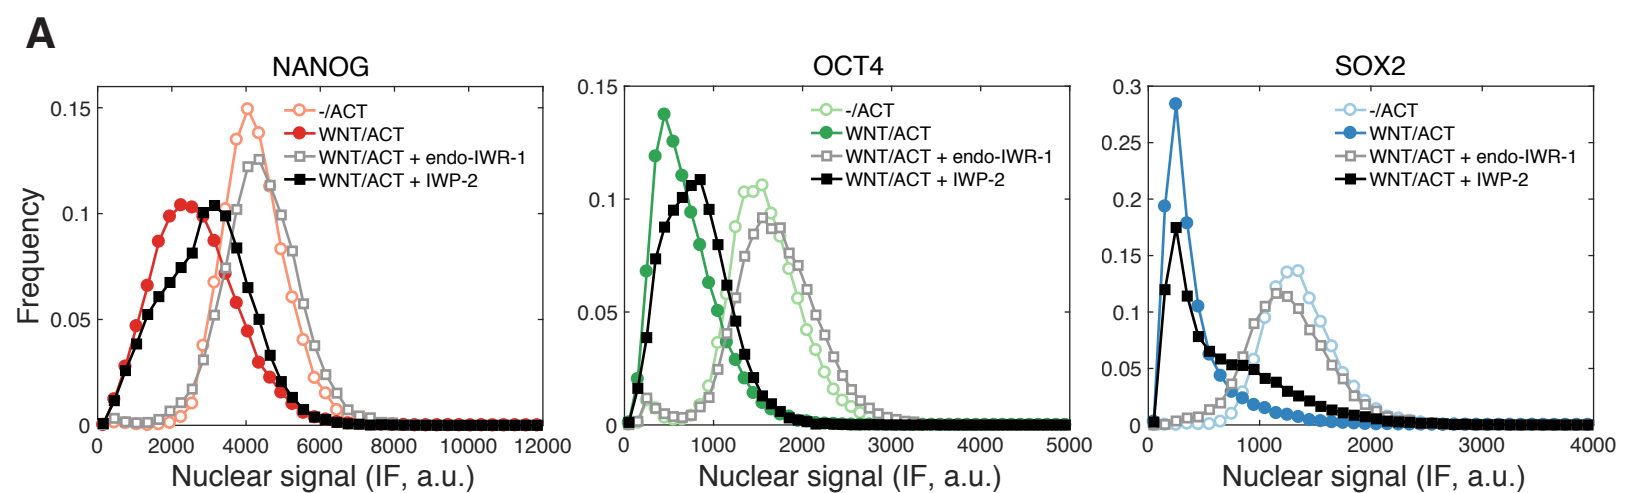 A
NANOG
-/ACT
WNT/ACT
WNT/ACT + endo-IWR-1
WNT/ACT + IWP-2
Frequency
0.15
0.1
0.05
0
0 2000 4000 6000 8000 10000 12000
Nuclear signal (IF, a.u.)
OCT4
-/ACT
WNT/ACT
WNT/ACT + endo-IWR-1
WNT/ACT + IWP-2
0.15
0.1
0.05
0
0 1000 2000 3000 4000 5000
Nuclear signal (IF, a.u.)
SOX2
-/ACT
WNT/ACT
WNT/ACT + endo-IWR-1
WNT/ACT + IWP-2
0.3
0.25
0.2
0.15
0.1
0.05
0
0 1000 2000 3000 4000
Nuclear signal (IF, a.u.)